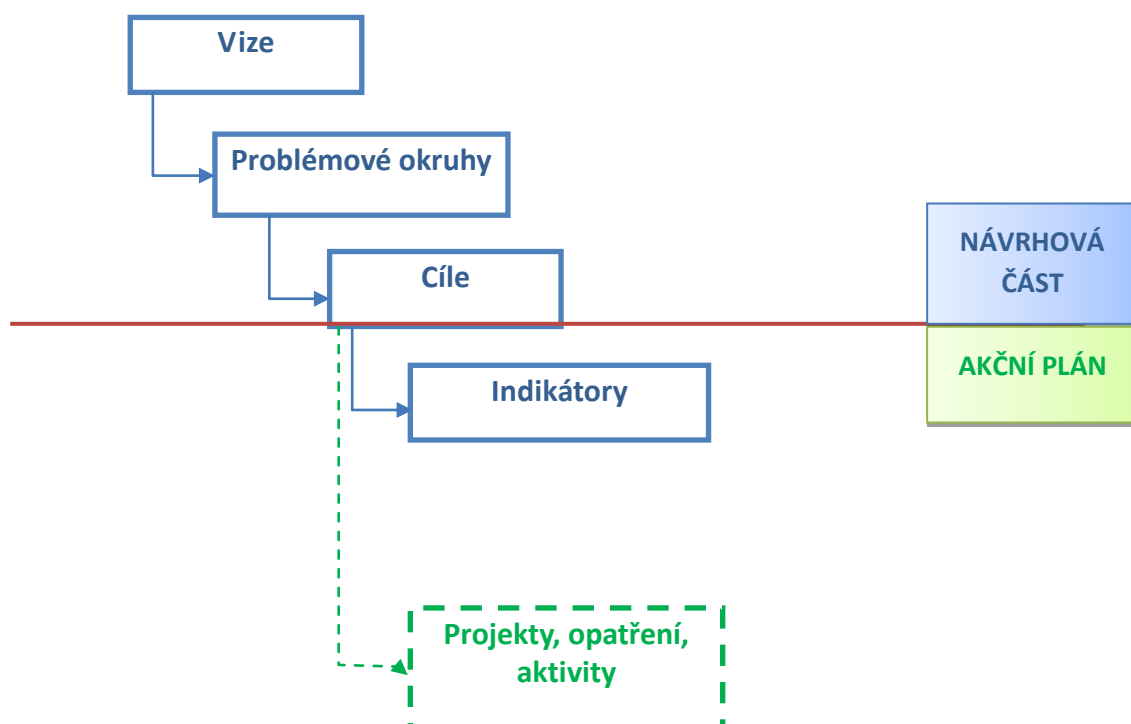 Vize
Problémové okruhy
NÁVRHOVÁ
ČÁST
Cíle
AKČNÍ PLÁN
Indikátory
Projekty, opatření,
aktivity